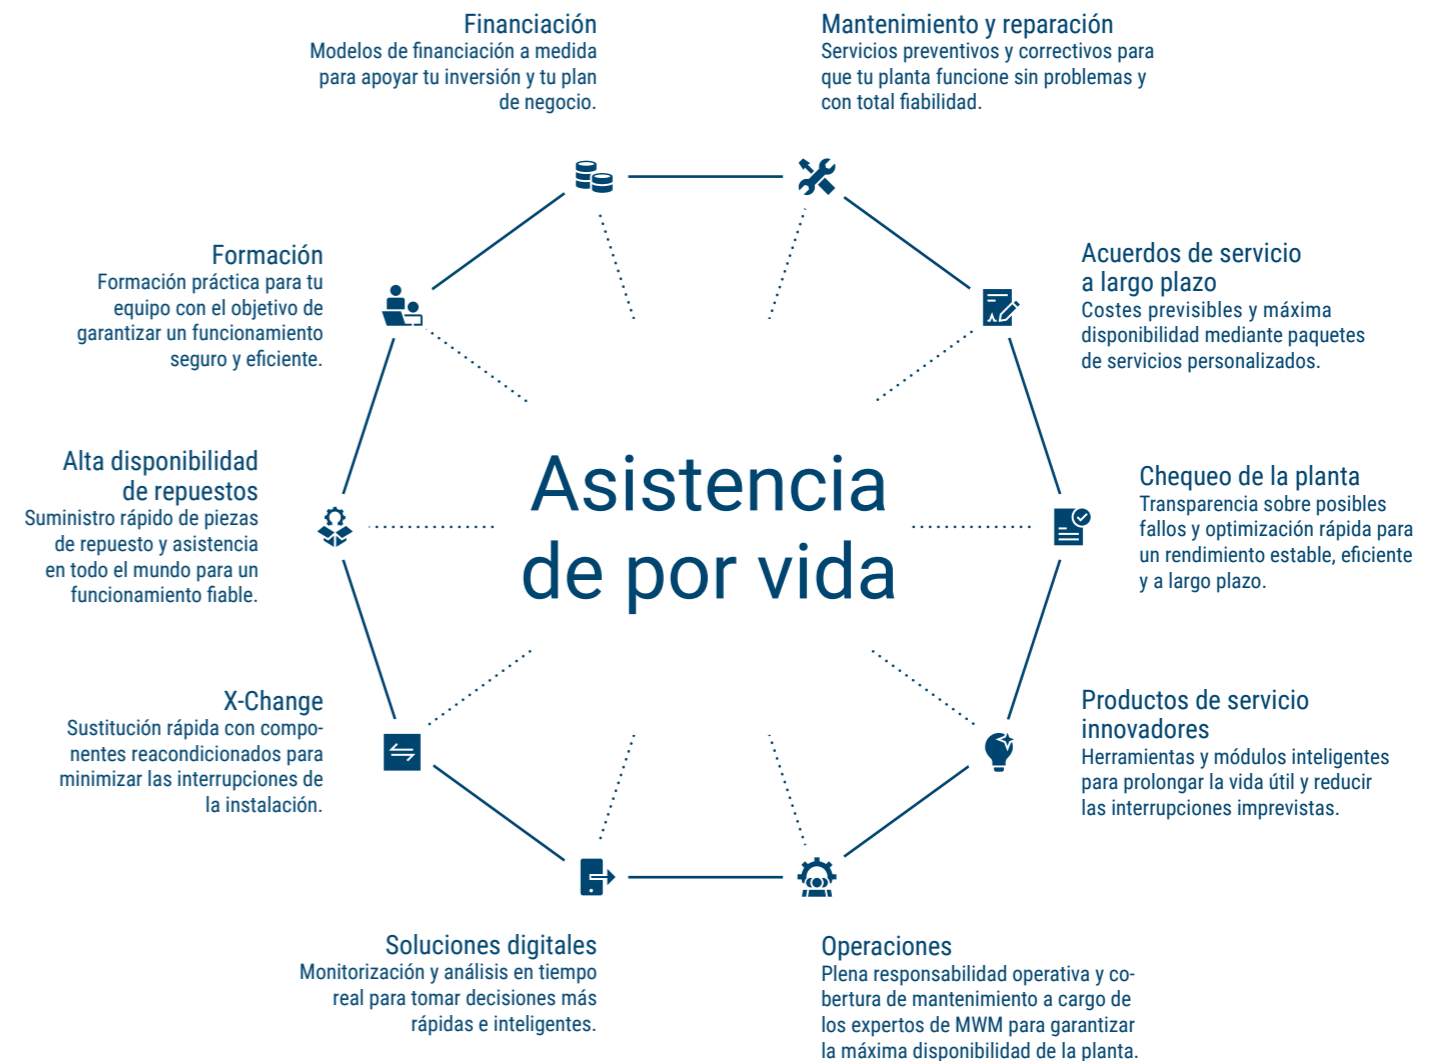 Financiación
Modelos de financiación a medida
para apoyar tu inversión y tu plan
de negocio.
Mantenimiento y reparación
Servicios preventivos y correctivos para
que tu planta funcione sin problemas y
con total fiabilidad.
Formación
Formación práctica para tu
equipo con el objetivo de
garantizar un funcionamiento
seguro y eficiente.
Acuerdos de servicio
a largo plazo
Costes previsibles y máxima
disponibilidad mediante paquetes
de servicios personalizados.
Alta disponibilidad
de repuestos
Suministro rápido de piezas
de repuesto y asistencia
en todo el mundo para un
funcionamiento fiable.
Asistencia
de por vida
Chequeo de la planta
Transparencia sobre posibles
fallos y optimización rápida para
un rendimiento estable, eficiente
y a largo plazo.
X-Change
Sustitución rápida con compo-
nentes reacondicionados para
minimizar las interrupciones de
la instalación.
Productos de servicio
innovadores
Herramientas y módulos inteligentes
para prolongar la vida útil y reducir
las interrupciones imprevistas.
Soluciones digitales
Monitorización y análisis en tiempo
real para tomar decisiones más
rápidas e inteligentes.
Operaciones
Plena responsabilidad operativa y co-
bertura de mantenimiento a cargo de
los expertos de MWM para garantizar
la máxima disponibilidad de la planta.